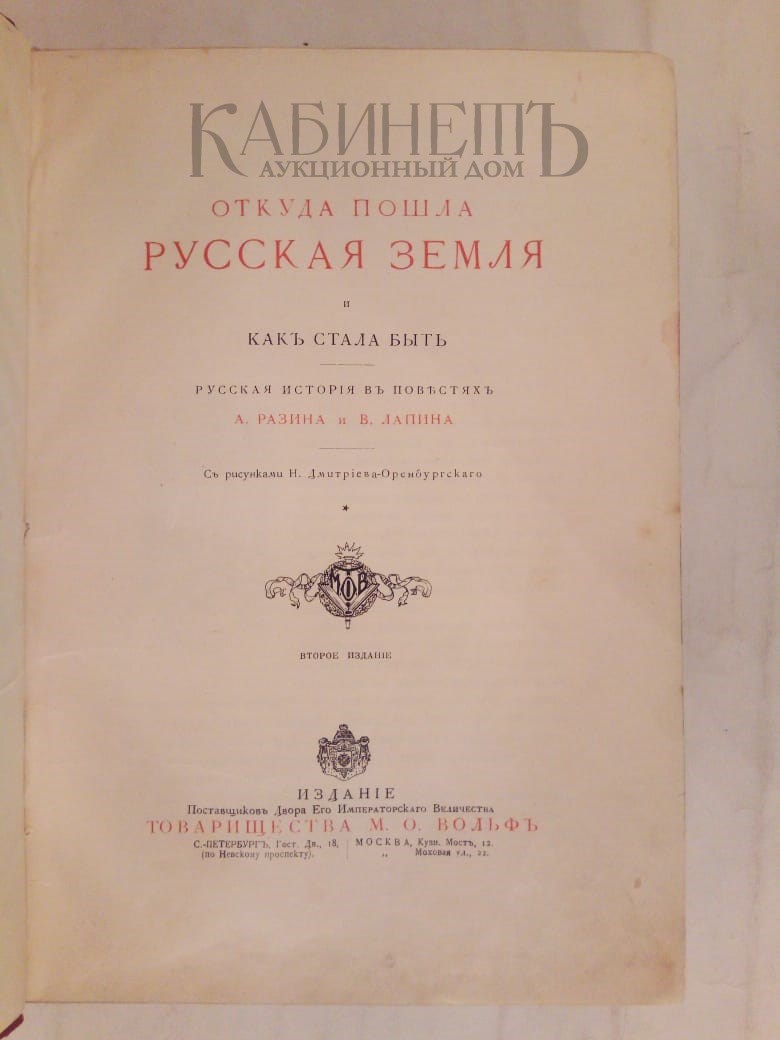 КАБИНЕТЪ
АУКЦИОННЫЙ ДОМ
ОТКУДА ПОШЛА
РУССКАЯ ЗЕМЛЯ
И
КАКЪ СТАЛА БЫТЬ
РУССКАЯ ИСТОРІЯ ВЪ ПОВѢСТЯХЪ
А. РАЗИНА и В. ЛАПИНА
Съ рисунками Н. Дмитріева-Оренбургскаго
*
М.О.В
ВТОРОЕ ИЗДАНІЕ
ИЗДАНІЕ
Поставщиковъ Двора Его Императорскаго Величества
ТОВАРИЩЕСТВА М. О. ВОЛЬФЪ
С.-ПЕТЕРБУРГЪ, Гост. Дв., 18, МОСКВА, Кузн. Мостъ, 12.
(по Невскому проспекту). „ Моховая ул., 22.